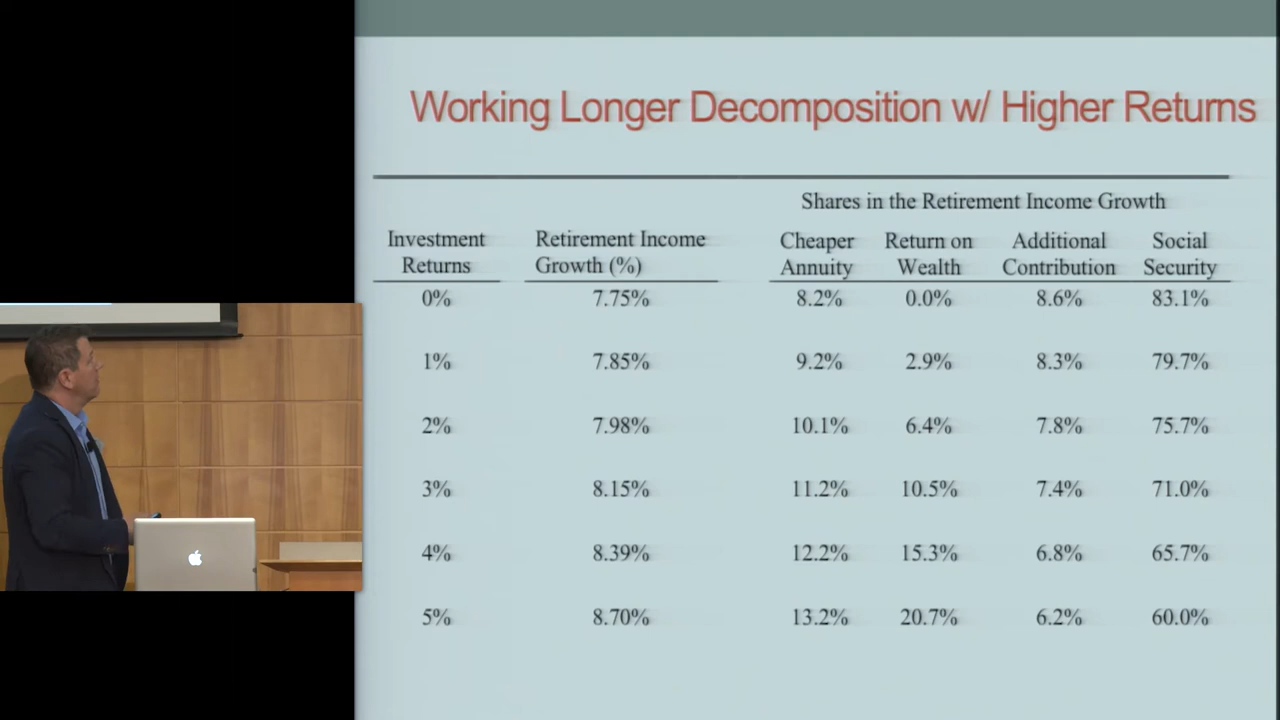 Working Longer Decomposition w/ Higher Returns
Shares in the Retirement Income Growth
Investment Returns Retirement Income Growth (%) Cheaper Annuity Return on Wealth Additional Contribution Social Security
0% 7.75% 8.2% 0.0% 8.6% 83.1%
1% 7.85% 9.2% 2.9% 8.3% 79.7%
2% 7.98% 10.1% 6.4% 7.8% 75.7%
3% 8.15% 11.2% 10.5% 7.4% 71.0%
4% 8.39% 12.2% 15.3% 6.8% 65.7%
5% 8.70% 13.2% 20.7% 6.2% 60.0%